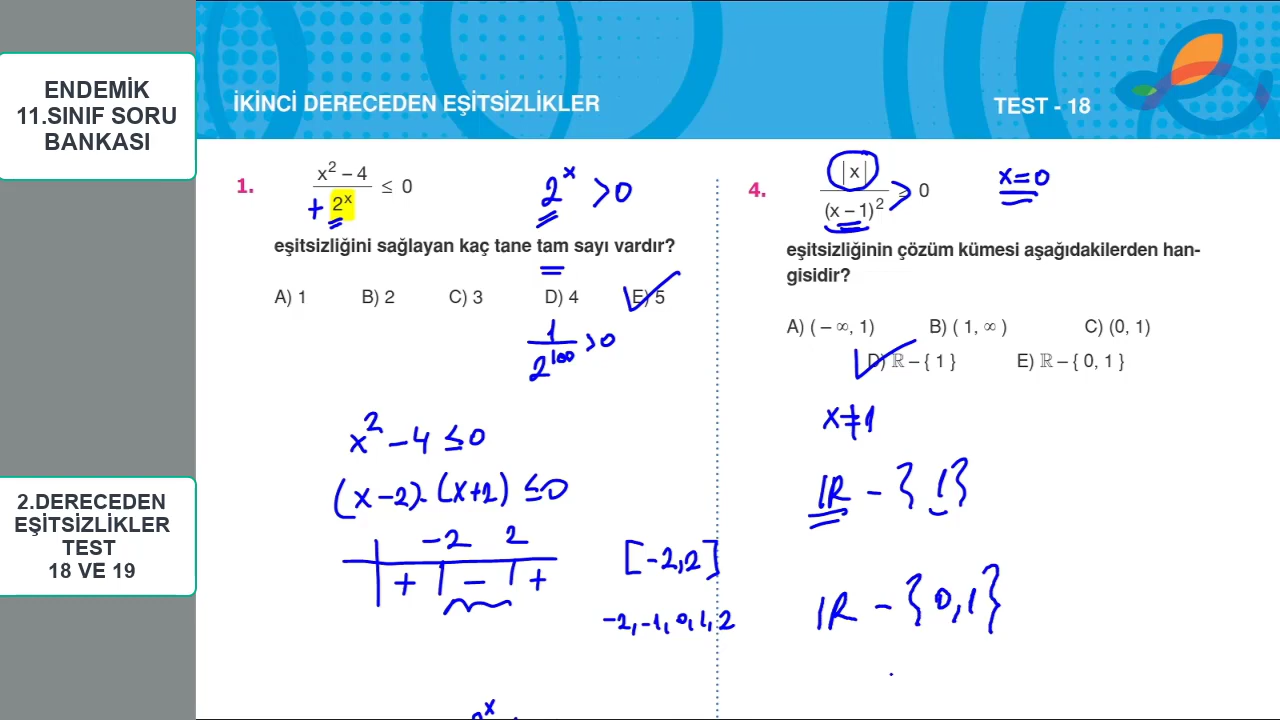 ENDEMİK
11.SINIF SORU
BANKASI
2.DERECEDEN
EŞİTSİZLİKLER
TEST
18 VE 19
İKİNCİ DERECEDEN EŞİTSİZLİKLER
TEST - 18
1.
x² – 4
+ 2ˣ
≤ 0
2ˣ > 0
eşitsizliğini sağlayan kaç tane tam sayı vardır?
A) 1 B) 2 C) 3 D) 4 E) 5
1
2¹⁰⁰
> 0
x² – 4 ≤ 0
(x – 2) · (x + 2) ≤ 0
–2 2
+ – +
[–2, 2]
–2, –1, 0, 1, 2
4.
|x|
(x – 1)²
> 0
x = 0
eşitsizliğinin çözüm kümesi aşağıdakilerden han-
gisidir?
A) ( – ∞, 1) B) ( 1, ∞ ) C) (0, 1)
D) ℝ – { 1 } E) ℝ – { 0, 1 }
x ≠ 1
IR – { 1 }
IR – { 0, 1 }